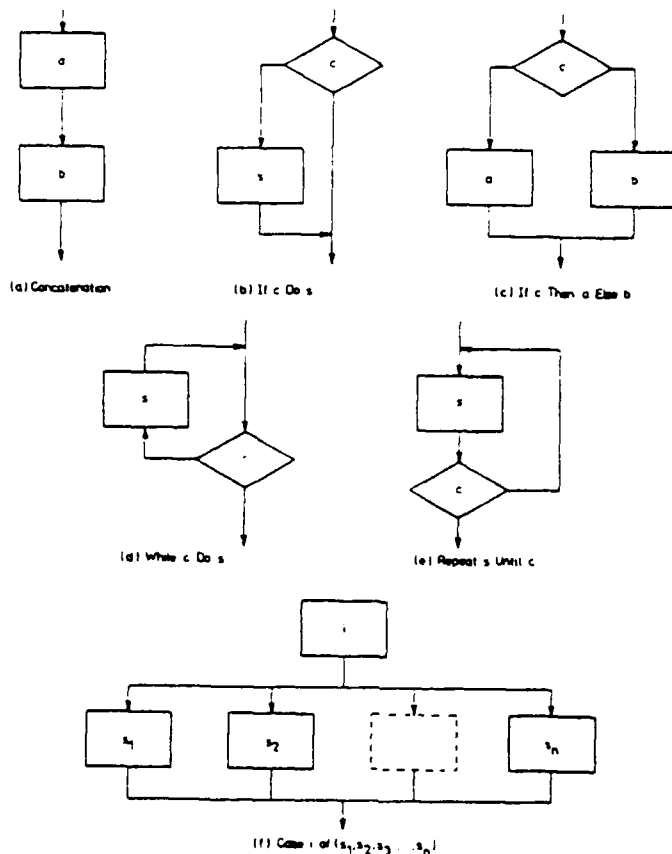 a
b
(a) Concatenation
c
s
(b) If c Do s
c
a
b
(c) If c Then a Else b
s
(d) While c Do s
s
c
(e) Repeat s Until c
i
s1
s2
sn
(f) Case i of (s1,s2,s3...,sn)